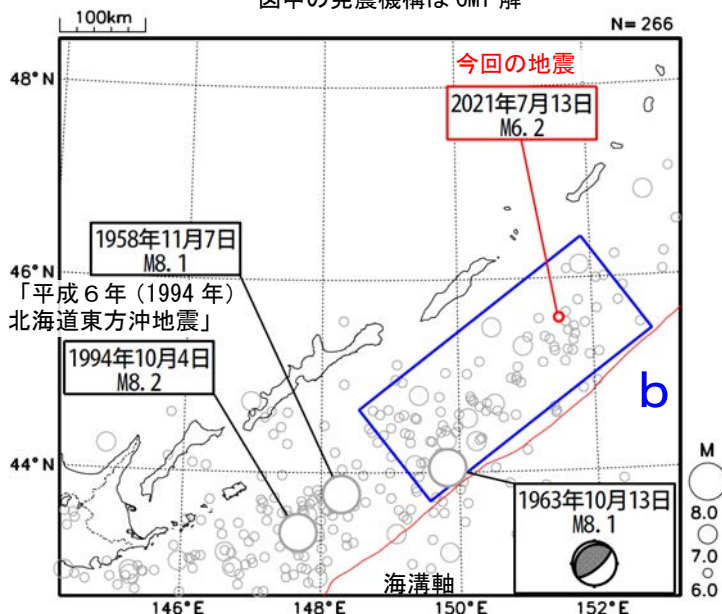 図中の発震機構は CMT 解
100km
N= 266
48°N
今回の地震
2021年7月13日
M6.2
1958年11月7日
M8.1
46°N
「平成６年 (1994 年)
北海道東方沖地震」
1994年10月4日
M8.2
b
44°N
M
8.0
7.0
6.0
1963年10月13日
M8.1
海溝軸
146°E
148°E
150°E
152°E